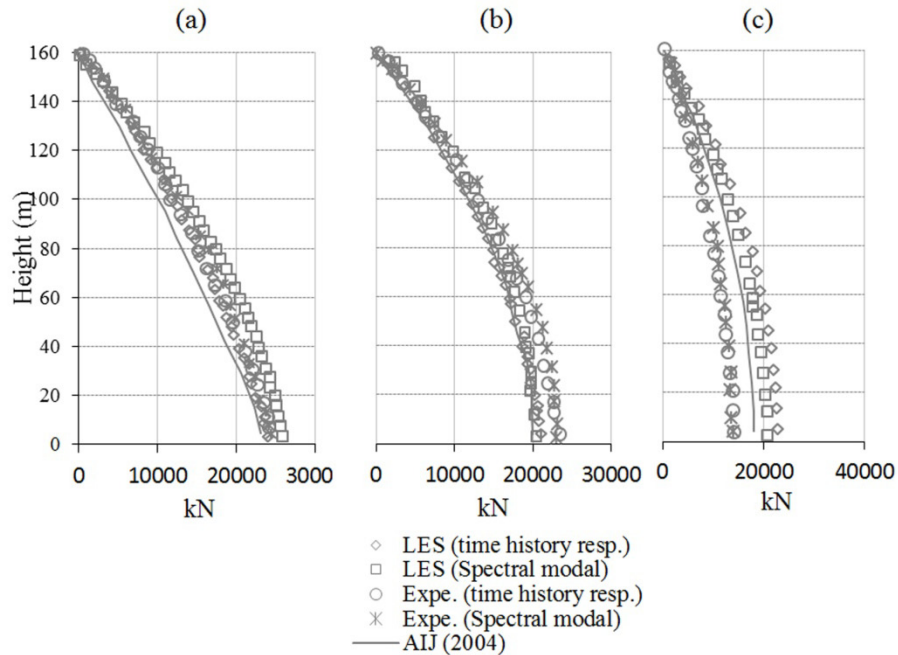 (a) (b) (c)
160
140
120
100
80
60
40
20
0
Height (m)
0 10000 20000 3000
0 10000 20000 30000
0 20000 40000
kN kN kN
LES (time history resp.)
LES (Spectral modal)
Expe. (time history resp.)
Expe. (Spectral modal)
AIJ (2004)